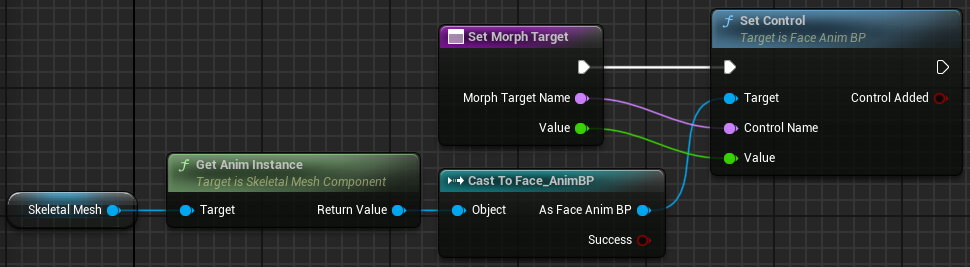 Set Morph Target
Morph Target Name
Value
Set Control
Target is Face Anim BP
Target
Control Added
Control Name
Value
Skeletal Mesh
Get Anim Instance
Target is Skeletal Mesh Component
Target
Return Value
Cast To Face_AnimBP
Object
As Face Anim BP
Success